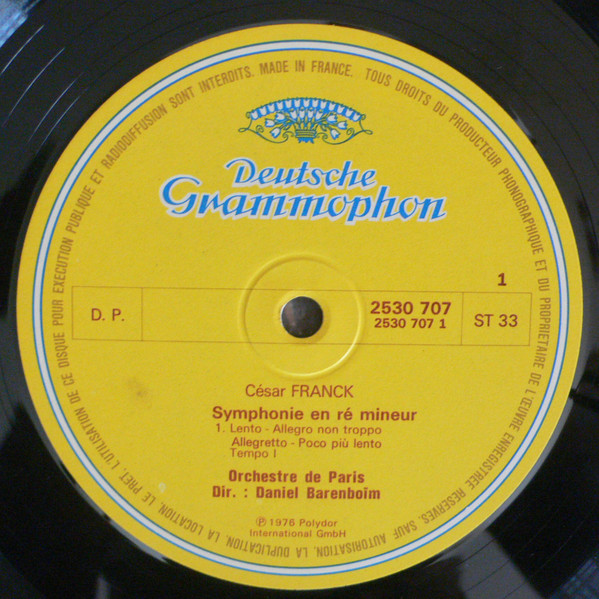 TOUS DROITS DU PRODUCTEUR PHONOGRAPHIQUE ET DU PROPRIETAIRE DE L'ŒUVRE ENREGISTREE RESERVES. SAUF AUTORISATION, LA DUPLICATION, LA LOCATION, LE PRET, L'UTILISATION DE CE DISQUE POUR EXECUTION PUBLIQUE ET RADIODIFFUSION SONT INTERDITS. MADE IN FRANCE.
Deutsche
Grammophon
1
D. P.
2530 707
2530 707 1
ST 33
César FRANCK
Symphonie en ré mineur
1. Lento - Allegro non troppo
Allegretto - Poco più lento
Tempo I
Orchestre de Paris
Dir. : Daniel Barenboïm
℗ 1976 Polydor
International GmbH